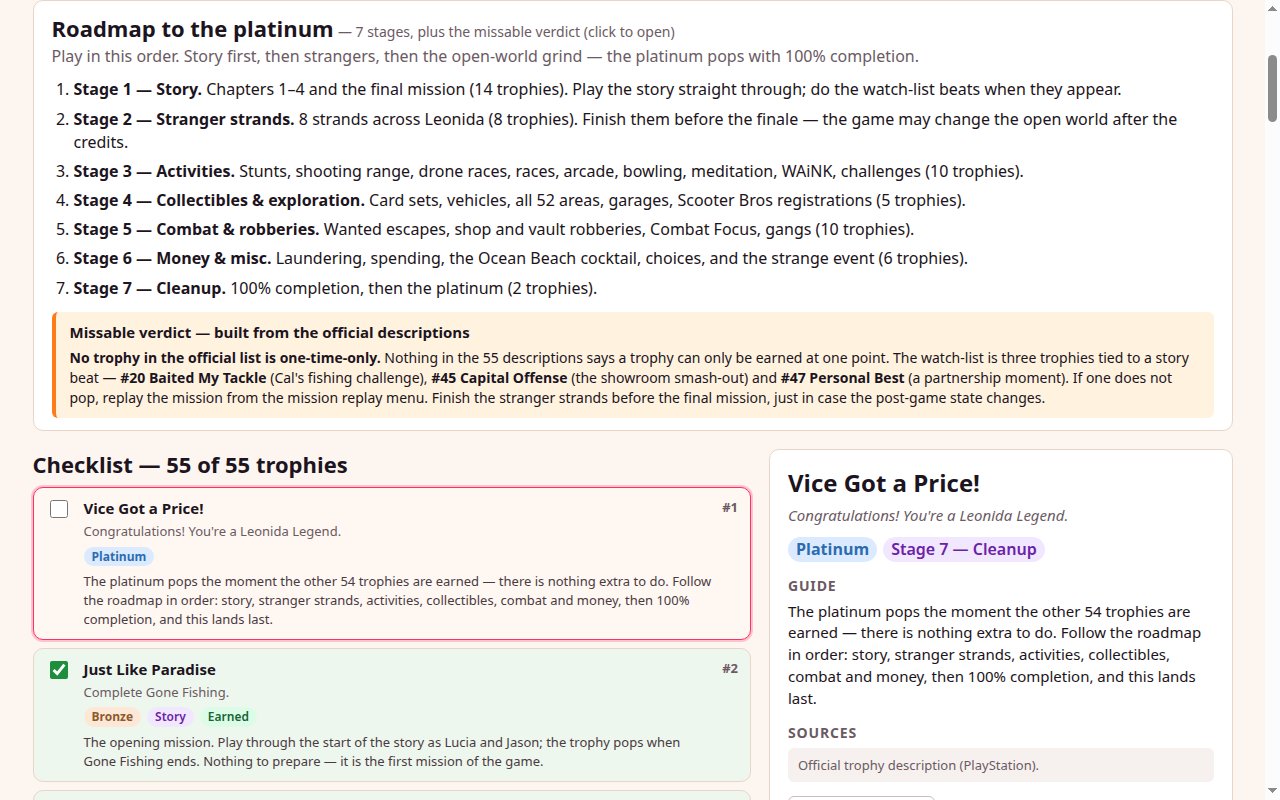 Roadmap to the platinum — 7 stages, plus the missable verdict (click to open)
Play in this order. Story first, then strangers, then the open-world grind — the platinum pops with 100% completion.
1. Stage 1 — Story. Chapters 1–4 and the final mission (14 trophies). Play the story straight through; do the watch-list beats when they appear.
2. Stage 2 — Stranger strands. 8 strands across Leonida (8 trophies). Finish them before the finale — the game may change the open world after the
credits.
3. Stage 3 — Activities. Stunts, shooting range, drone races, races, arcade, bowling, meditation, WAiNK, challenges (10 trophies).
4. Stage 4 — Collectibles & exploration. Card sets, vehicles, all 52 areas, garages, Scooter Bros registrations (5 trophies).
5. Stage 5 — Combat & robberies. Wanted escapes, shop and vault robberies, Combat Focus, gangs (10 trophies).
6. Stage 6 — Money & misc. Laundering, spending, the Ocean Beach cocktail, choices, and the strange event (6 trophies).
7. Stage 7 — Cleanup. 100% completion, then the platinum (2 trophies).
Missable verdict — built from the official descriptions
No trophy in the official list is one-time-only. Nothing in the 55 descriptions says a trophy can only be earned at one point. The watch-list is three trophies tied to a story
beat — #20 Baited My Tackle (Cal's fishing challenge), #45 Capital Offense (the showroom smash-out) and #47 Personal Best (a partnership moment). If one does not
pop, replay the mission from the mission replay menu. Finish the stranger strands before the final mission, just in case the post-game state changes.
Checklist — 55 of 55 trophies
Vice Got a Price! #1
Congratulations! You're a Leonida Legend.
Platinum
The platinum pops the moment the other 54 trophies are earned — there is nothing extra to do. Follow
the roadmap in order: story, stranger strands, activities, collectibles, combat and money, then 100%
completion, and this lands last.
Just Like Paradise #2
Complete Gone Fishing.
Bronze Story Earned
The opening mission. Play through the start of the story as Lucia and Jason; the trophy pops when
Gone Fishing ends. Nothing to prepare — it is the first mission of the game.
Vice Got a Price!
Congratulations! You're a Leonida Legend.
Platinum Stage 7 — Cleanup
GUIDE
The platinum pops the moment the other 54 trophies are
earned — there is nothing extra to do. Follow the roadmap
in order: story, stranger strands, activities, collectibles,
combat and money, then 100% completion, and this lands
last.
SOURCES
Official trophy description (PlayStation).